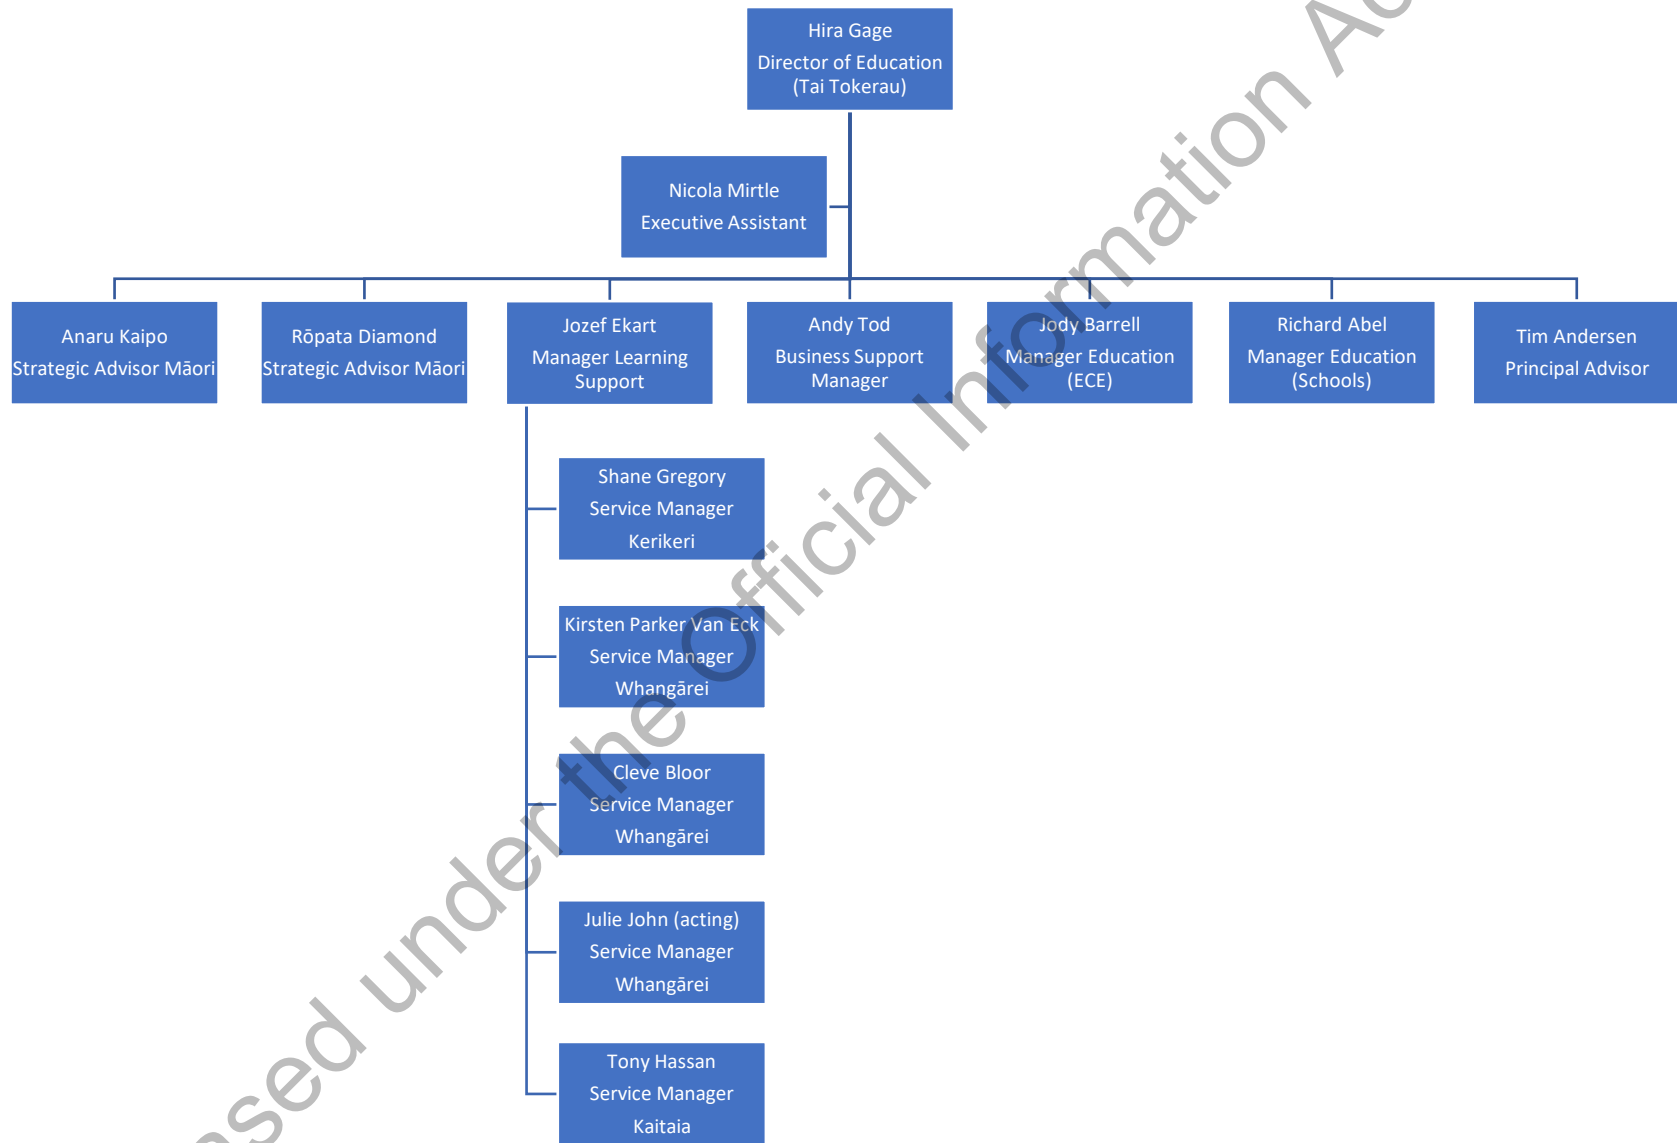 Hira Gage
Director of Education
(Tai Tokerau)
Nicola Mirtle
Executive Assistant
Anaru Kaipo
Strategic Advisor Māori
Rōpata Diamond
Strategic Advisor Māori
Jozef Ekart
Manager Learning
Support
Andy Tod
Business Support
Manager
Jody Barrell
Manager Education
(ECE)
Richard Abel
Manager Education
(Schools)
Tim Andersen
Principal Advisor
Shane Gregory
Service Manager
Kerikeri
Kirsten Parker Van Eck
Service Manager
Whangārei
Cleve Bloor
Service Manager
Whangārei
Julie John (acting)
Service Manager
Whangārei
Tony Hassan
Service Manager
Kaitaia
under the Official Information